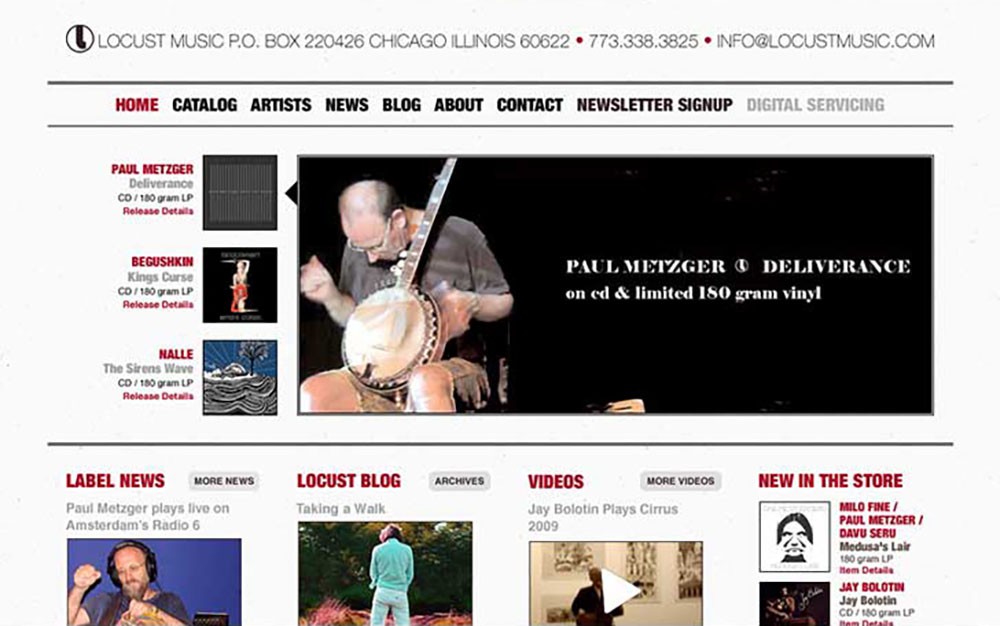 LOCUST MUSIC P.O. BOX 220426 CHICAGO ILLINOIS 60622 • 773.338.3825 • INFO@LOCUSTMUSIC.COM
HOME CATALOG ARTISTS NEWS BLOG ABOUT CONTACT NEWSLETTER SIGNUP DIGITAL SERVICING
PAUL METZGER
Deliverance
CD / 180 gram LP
Release Details
BEGUSHKIN
Kings Curse
CD / 180 gram LP
Release Details
NALLE
The Sirens Wave
CD / 180 gram LP
Release Details
PAUL METZGER DELIVERANCE
on cd & limited 180 gram vinyl
LABEL NEWS MORE NEWS
Paul Metzger plays live on
Amsterdam's Radio 6
LOCUST BLOG ARCHIVES
Taking a Walk
VIDEOS MORE VIDEOS
Jay Bolotin Plays Cirrus
2009
NEW IN THE STORE
MILO FINE /
PAUL METZGER /
DAVU SERU
Medusa's Lair
180 gram LP
Item Details
JAY BOLOTIN
Jay Bolotin
CD / 180 gram LP
Item Details